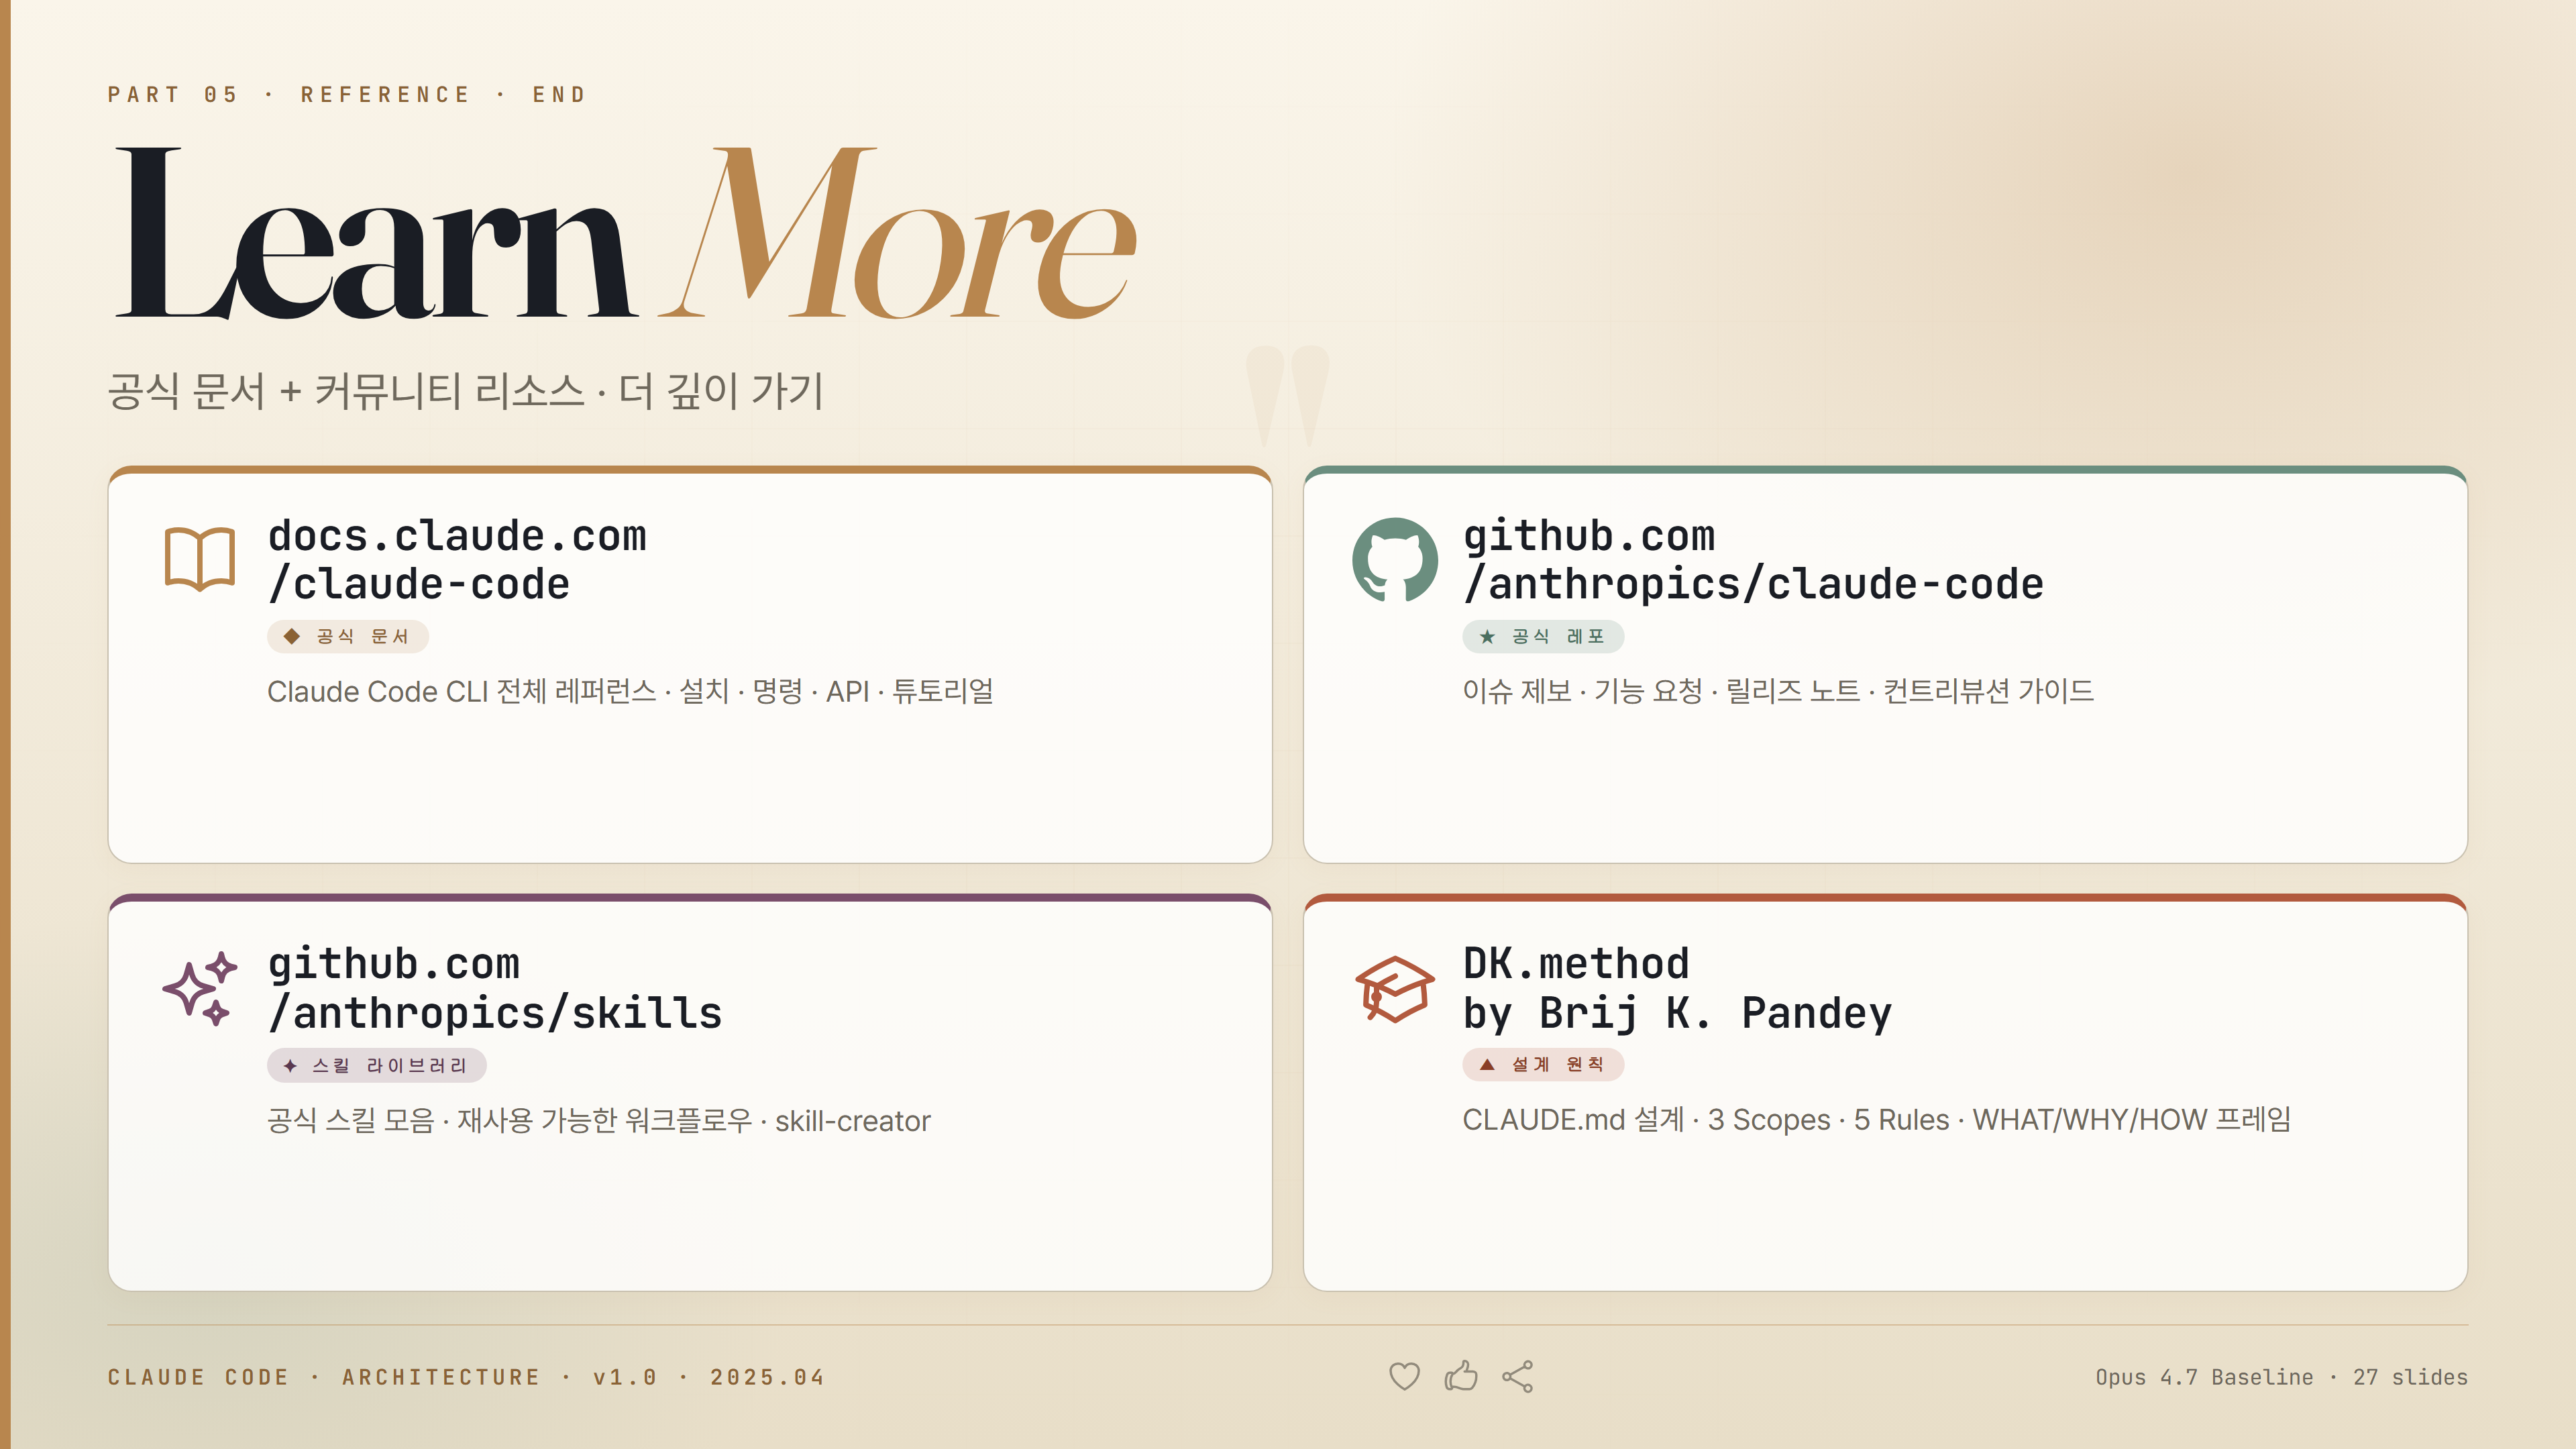 PART 05 · REFERENCE · END
Learn More
공식 문서 + 커뮤니티 리소스 · 더 깊이 가기
"
docs.claude.com
/claude-code
◆ 공식 문서
Claude Code CLI 전체 레퍼런스 · 설치 · 명령 · API · 튜토리얼
github.com
/anthropics/claude-code
★ 공식 레포
이슈 제보 · 기능 요청 · 릴리즈 노트 · 컨트리뷰션 가이드
github.com
/anthropics/skills
✦ 스킬 라이브러리
공식 스킬 모음 · 재사용 가능한 워크플로우 · skill-creator
DK.method
by Brij K. Pandey
▲ 설계 원칙
CLAUDE.md 설계 · 3 Scopes · 5 Rules · WHAT/WHY/HOW 프레임
CLAUDE CODE · ARCHITECTURE · v1.0 · 2025.04
Opus 4.7 Baseline · 27 slides